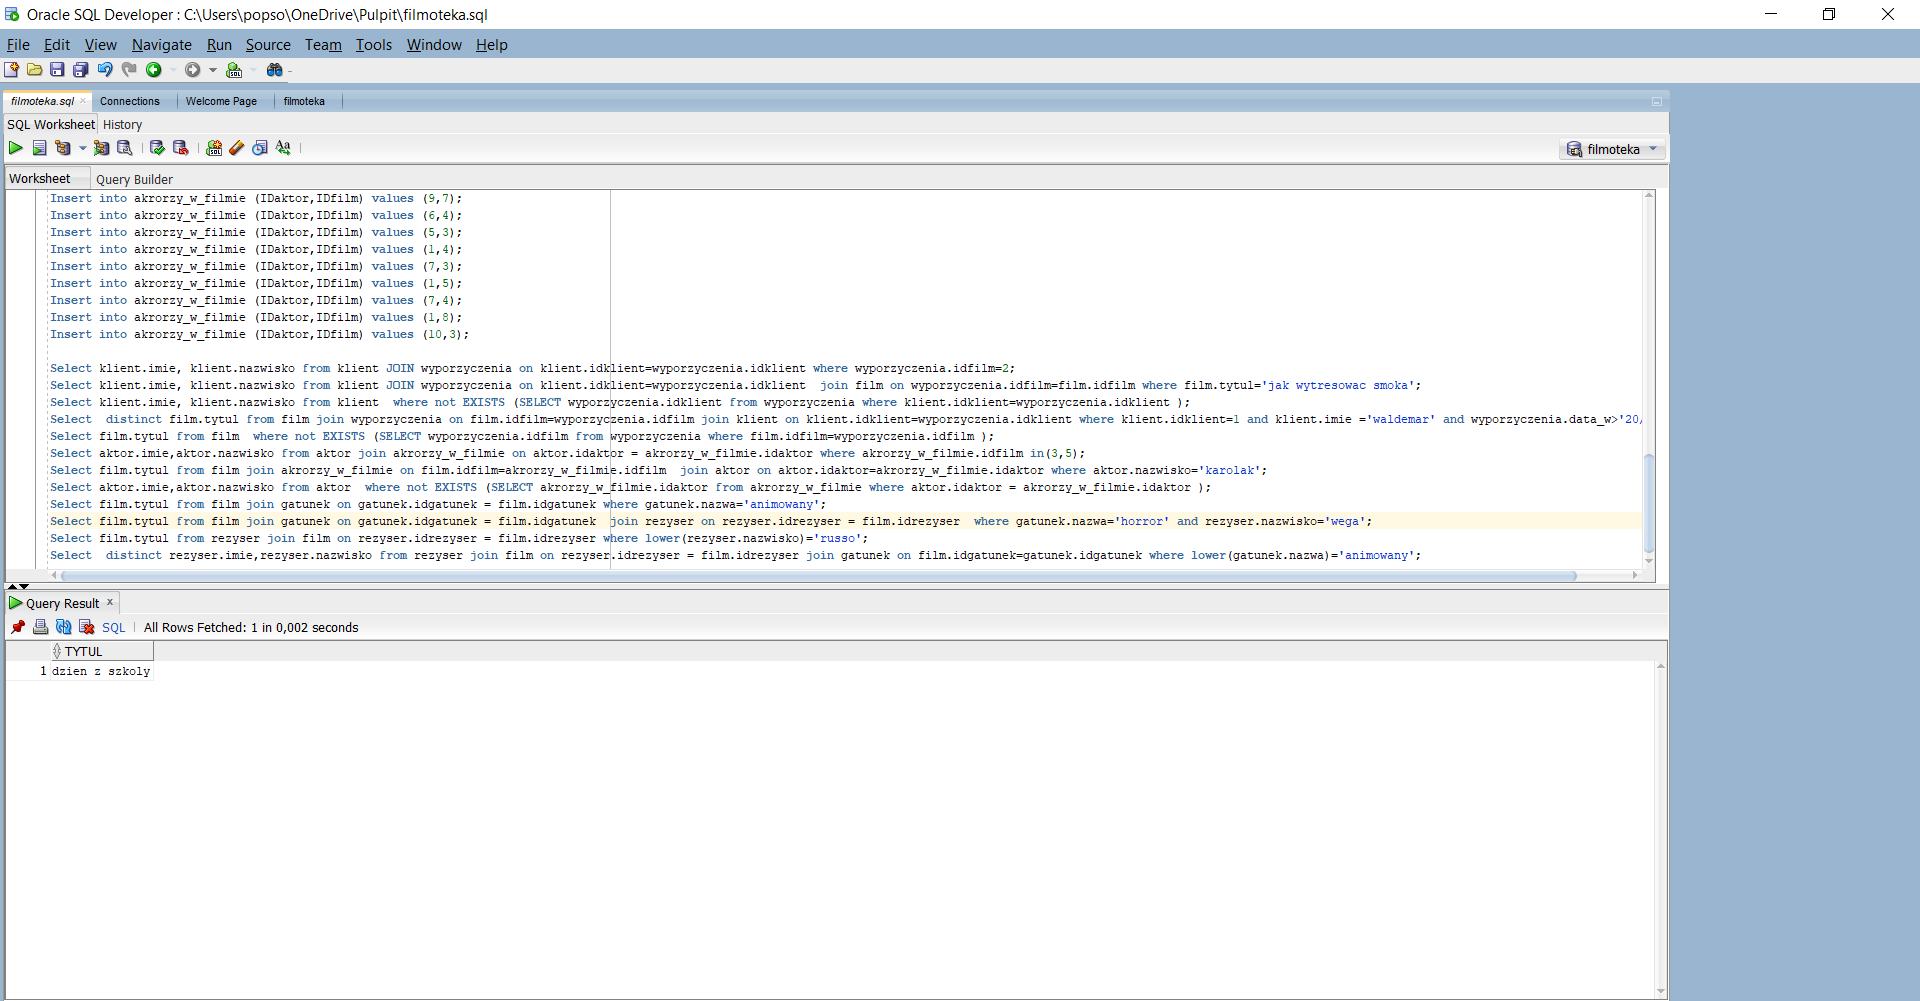 Oracle SQL Developer : C:\Users\popso\OneDrive\Pulpit\filmoteka.sql
File Edit View Navigate Run Source Team Tools Window Help
filmoteka.sql Connections Welcome Page filmoteka
SQL Worksheet History
filmoteka
Worksheet Query Builder
Insert into akrorzy_w_filmie (IDaktor,IDfilm) values (9,7);
Insert into akrorzy_w_filmie (IDaktor,IDfilm) values (6,4);
Insert into akrorzy_w_filmie (IDaktor,IDfilm) values (5,3);
Insert into akrorzy_w_filmie (IDaktor,IDfilm) values (1,4);
Insert into akrorzy_w_filmie (IDaktor,IDfilm) values (7,3);
Insert into akrorzy_w_filmie (IDaktor,IDfilm) values (1,5);
Insert into akrorzy_w_filmie (IDaktor,IDfilm) values (7,4);
Insert into akrorzy_w_filmie (IDaktor,IDfilm) values (1,8);
Insert into akrorzy_w_filmie (IDaktor,IDfilm) values (10,3);
Select klient.imie, klient.nazwisko from klient JOIN wyporzyczenia on klient.idklient=wyporzyczenia.idklient where wyporzyczenia.idfilm=2;
Select klient.imie, klient.nazwisko from klient JOIN wyporzyczenia on klient.idklient=wyporzyczenia.idklient  join film on wyporzyczenia.idfilm=film.idfilm where film.tytul='jak wytresowac smoka';
Select klient.imie, klient.nazwisko from klient  where not EXISTS (SELECT wyporzyczenia.idklient from wyporzyczenia where klient.idklient=wyporzyczenia.idklient );
Select  distinct film.tytul from film join wyporzyczenia on film.idfilm=wyporzyczenia.idfilm join klient on klient.idklient=wyporzyczenia.idklient where klient.idklient=1 and klient.imie ='waldemar' and wyporzyczenia.data_w>'20/
Select film.tytul from film  where not EXISTS (SELECT wyporzyczenia.idfilm from wyporzyczenia where film.idfilm=wyporzyczenia.idfilm );
Select aktor.imie,aktor.nazwisko from aktor join akrorzy_w_filmie on aktor.idaktor = akrorzy_w_filmie.idaktor where akrorzy_w_filmie.idfilm in(3,5);
Select film.tytul from film join akrorzy_w_filmie on film.idfilm=akrorzy_w_filmie.idfilm  join aktor on aktor.idaktor=akrorzy_w_filmie.idaktor where aktor.nazwisko='karolak';
Select aktor.imie,aktor.nazwisko from aktor  where not EXISTS (SELECT akrorzy_w_filmie.idaktor from akrorzy_w_filmie where aktor.idaktor = akrorzy_w_filmie.idaktor );
Select film.tytul from film join gatunek on gatunek.idgatunek = film.idgatunek where gatunek.nazwa='animowany';
Select film.tytul from film join gatunek on gatunek.idgatunek = film.idgatunek  join rezyser on rezyser.idrezyser = film.idrezyser  where gatunek.nazwa='horror' and rezyser.nazwisko='wega';
Select film.tytul from rezyser join film on rezyser.idrezyser = film.idrezyser where lower(rezyser.nazwisko)='russo';
Select  distinct rezyser.imie,rezyser.nazwisko from rezyser join film on rezyser.idrezyser = film.idrezyser join gatunek on film.idgatunek=gatunek.idgatunek where lower(gatunek.nazwa)='animowany';
Query Result
SQL All Rows Fetched: 1 in 0,002 seconds
TYTUL
1 dzien z szkoly